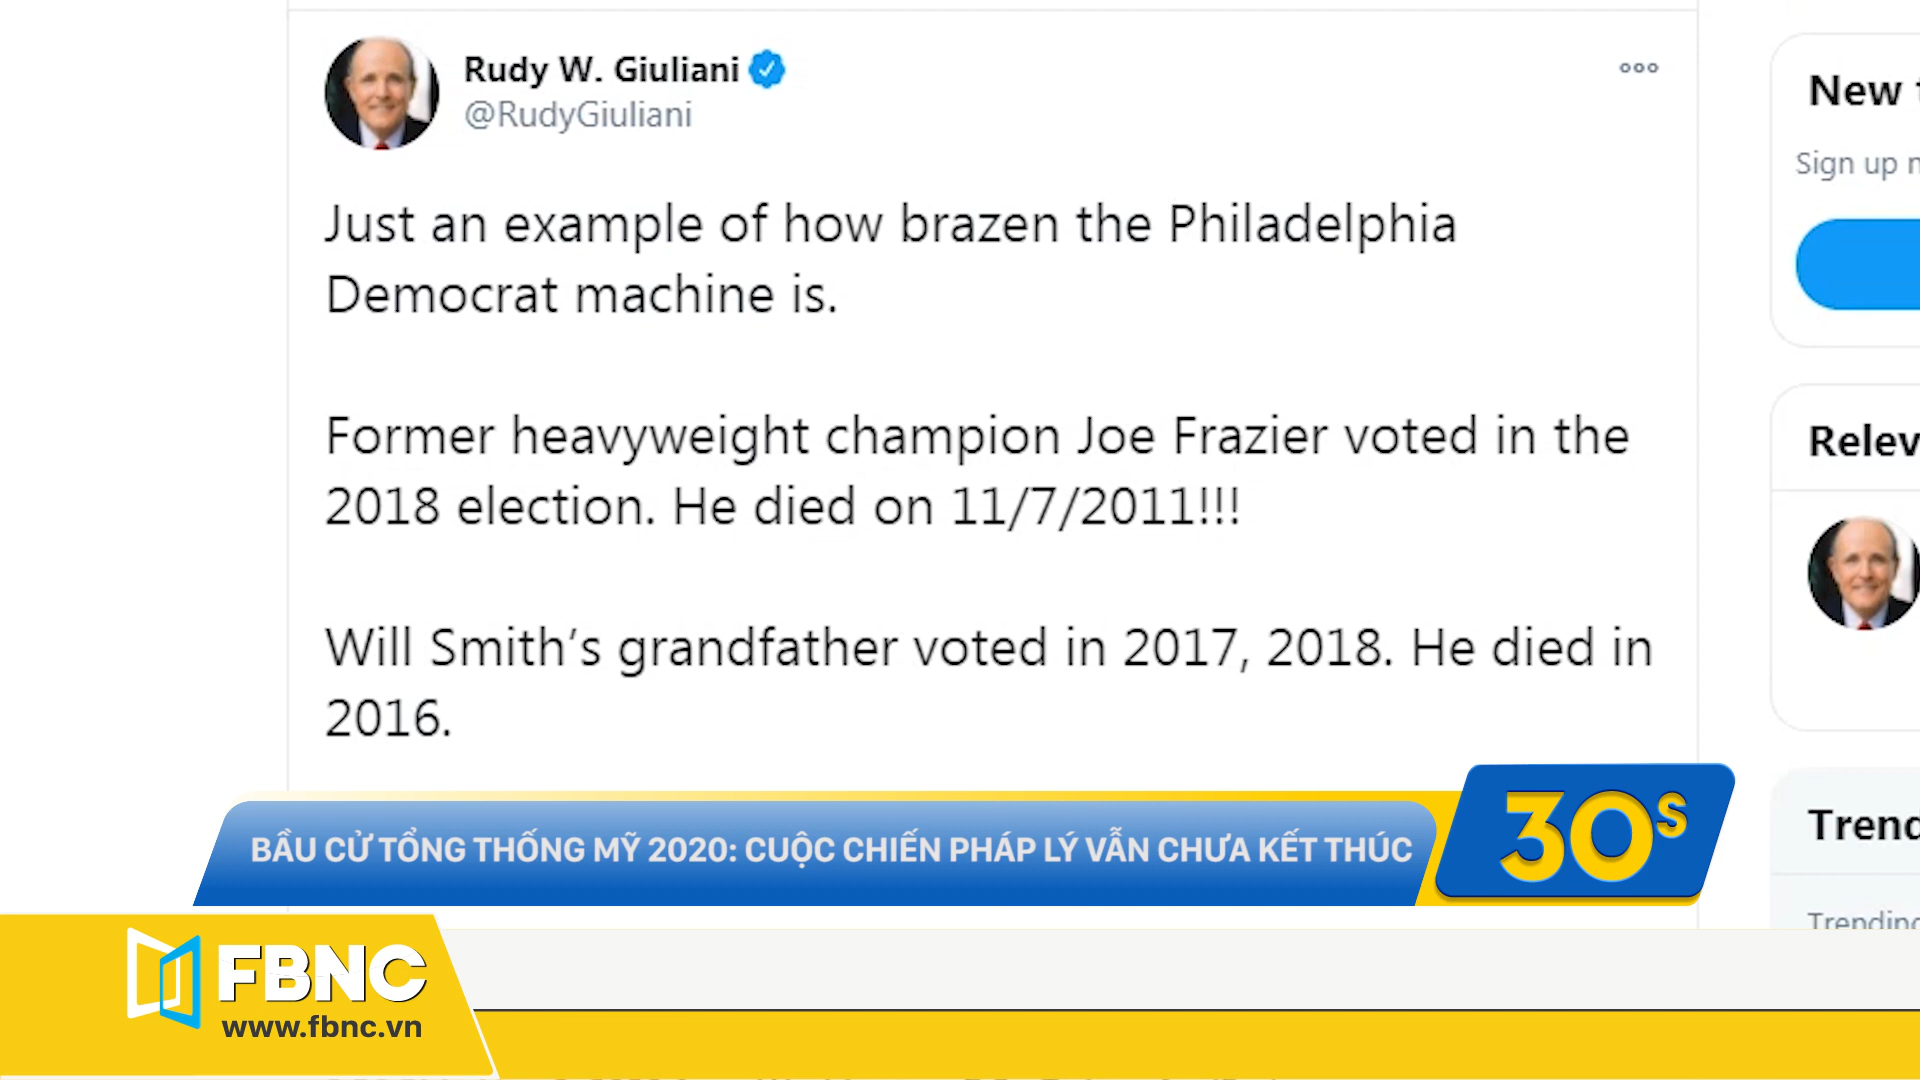 Rudy W. Giuliani
@RudyGiuliani
New
Sign up
Just an example of how brazen the Philadelphia
Democrat machine is.
Former heavyweight champion Joe Frazier voted in the
2018 election. He died on 11/7/2011!!!
Relev
Will Smith’s grandfather voted in 2017, 2018. He died in
2016.
Trend
Trending
BẦU CỬ TỔNG THỐNG MỸ 2020: CUỘC CHIẾN PHÁP LÝ VẪN CHƯA KẾT THÚC
30s
FBNC
www.fbnc.vn